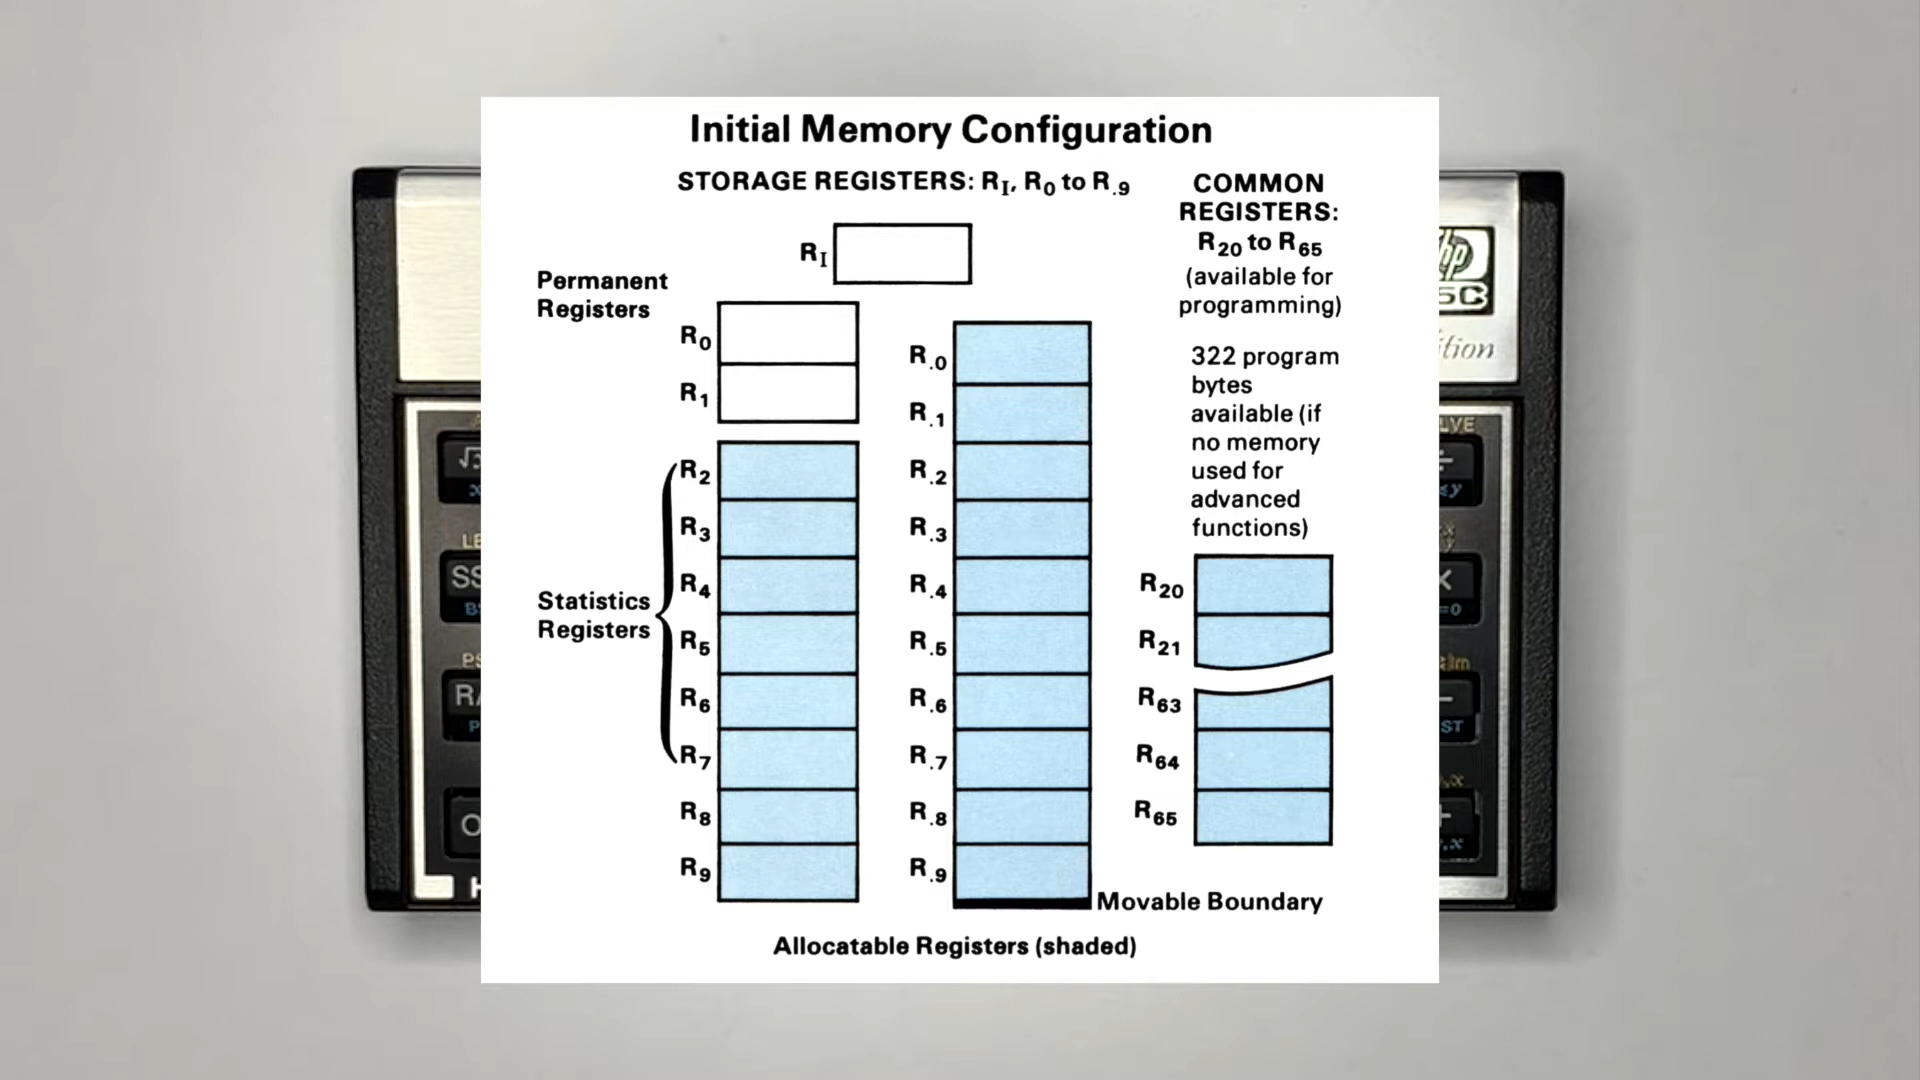 Initial Memory Configuration
STORAGE REGISTERS: RI, R0 to R.9
RI
Permanent
Registers
R0
R1
Statistics
Registers
R2
R3
R4
R5
R6
R7
R8
R9
R.0
R.1
R.2
R.3
R.4
R.5
R.6
R.7
R.8
R.9
Movable Boundary
COMMON
REGISTERS:
R20 to R65
(available for
programming)
322 program
bytes
available (if
no memory
used for
advanced
functions)
R20
R21
R63
R64
R65
Allocatable Registers (shaded)
hp